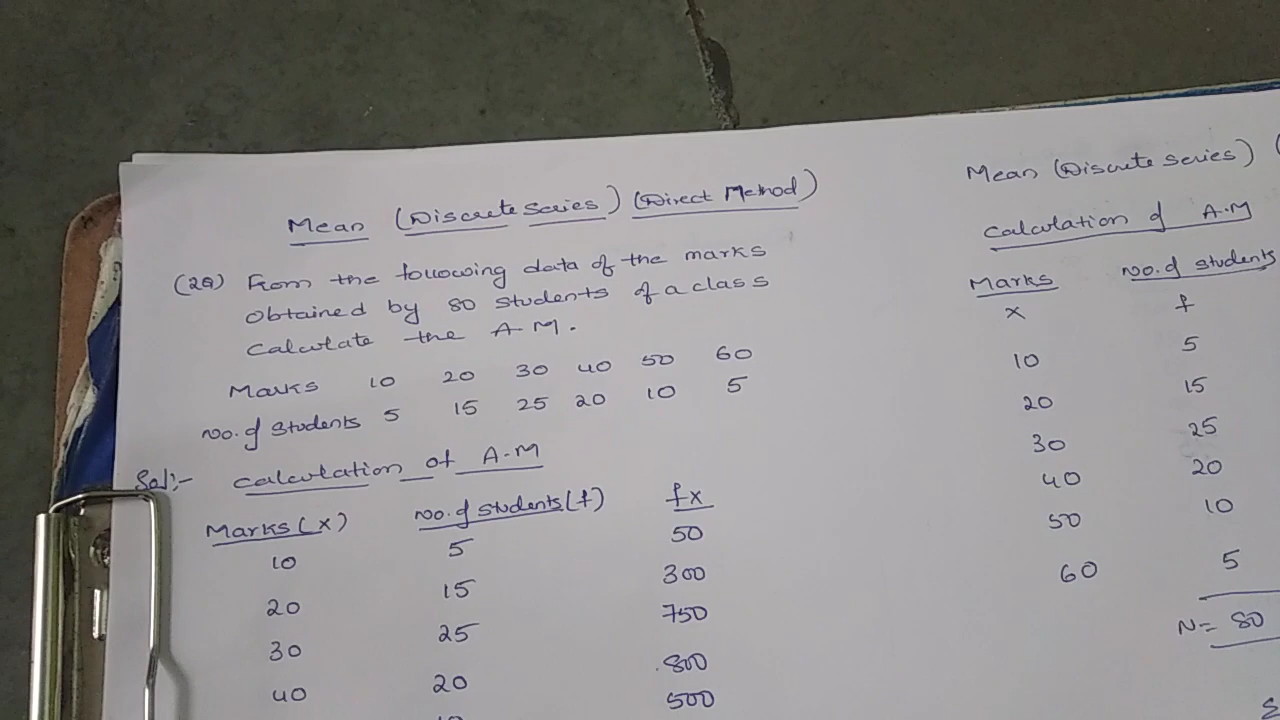 Mean (Discrete Series) (Direct Method)
(2Q) From the following data of the marks
obtained by 80 students of a class
Calculate the A.M.
Marks 10 20 30 40 50 60
No. of Students 5 15 25 20 10 5
Sol:- Calculation of A.M
Marks (x) No. of students (f) fx
10 5 50
20 15 300
30 25 750
40 20 800
10 500
Mean (Discrete Series) (
Calculation of A.M
Marks No. of students
x f
10 5
20 15
30 25
40 20
50 10
60 5
N = 80
Σ